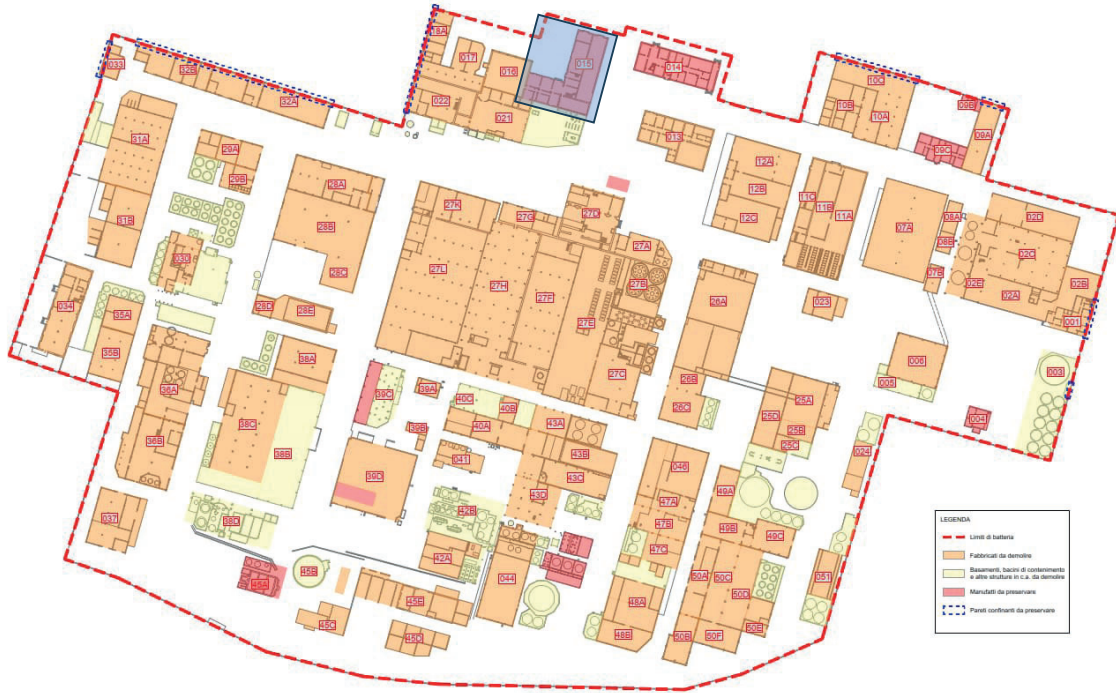 18A
017
016
015
014
022
021
013
033
32B
32A
31A
31B
29A
29B
030
28A
28B
28C
28D
28E
034
35A
35B
36A
36B
037
38A
38C
38B
38D
27K
27G
27D
27A
27L
27H
27F
27B
27E
27C
10C
10B
10A
09B
09A
09C
12A
12B
12C
11C
11B
11A
07A
08A
08B
07B
02D
02C
02B
02E
02A
001
023
006
005
003
004
26A
26B
26C
25A
25D
25B
25C
024
39C
39A
39B
39D
40C
40B
40A
041
43A
43B
43C
43D
42B
42A
044
046
47A
47B
47C
48A
48B
49A
49B
49C
50A
50C
50D
50B
50F
50E
051
45B
45E
45C
45D
LEGENDA
Limiti di batteria
Fabbricati da demolire
Basamenti, bacini di contenimento
e altre strutture in c.a. da demolire
Manufatti da preservare
Pareti confinanti da preservare